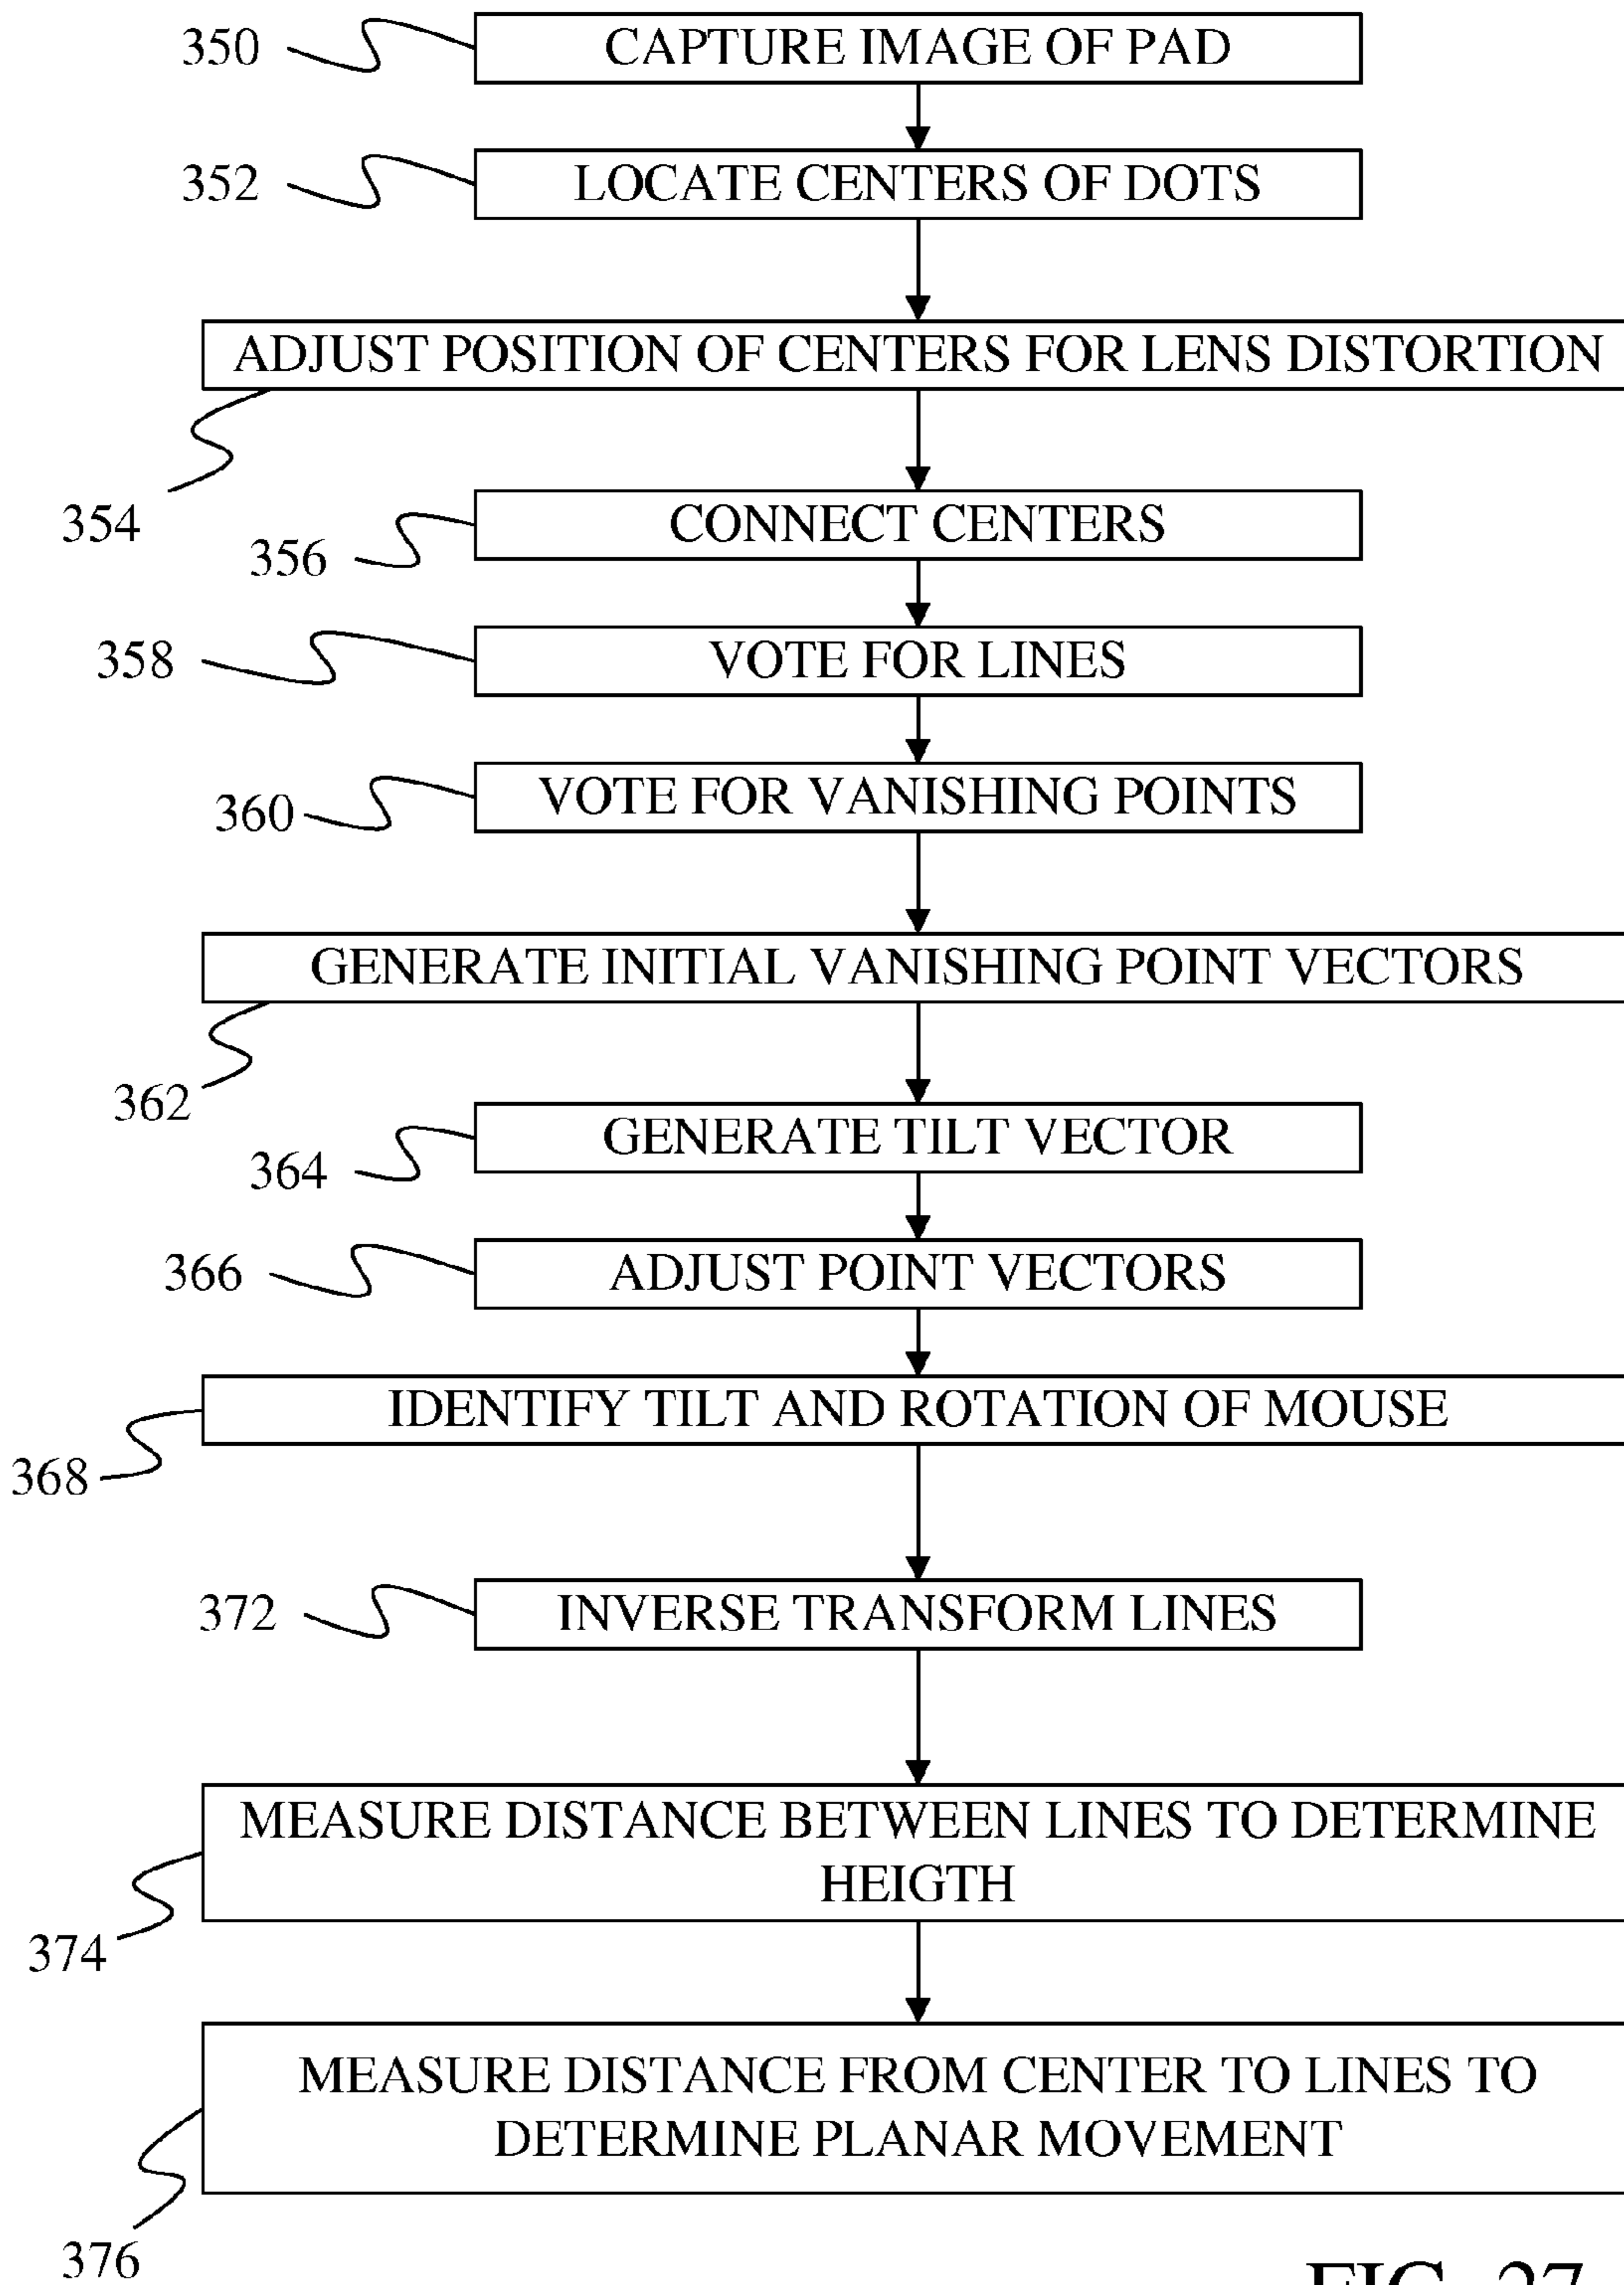 350
CAPTURE IMAGE OF PAD
352
LOCATE CENTERS OF DOTS
ADJUST POSITION OF CENTERS FOR LENS DISTORTION
354
CONNECT CENTERS
356
358
VOTE FOR LINES
360
VOTE FOR VANISHING POINTS
GENERATE INITIAL VANISHING POINT VECTORS
362
GENERATE TILT VECTOR
364
366
ADJUST POINT VECTORS
IDENTIFY TILT AND ROTATION OF MOUSE
368
372
INVERSE TRANSFORM LINES
MEASURE DISTANCE BETWEEN LINES TO DETERMINE
HEIGTH
374
MEASURE DISTANCE FROM CENTER TO LINES TO
DETERMINE PLANAR MOVEMENT
376
FIG. 27